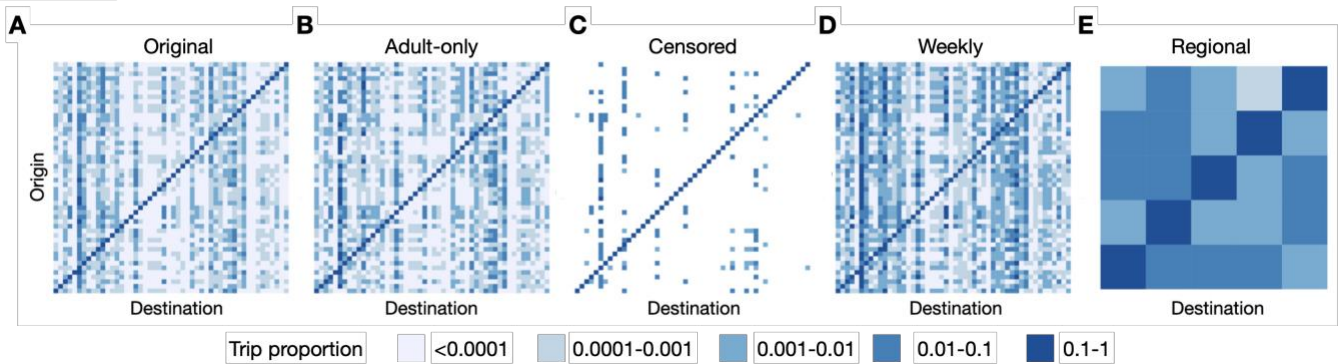 A
Original
B
Adult-only
C
Censored
D
Weekly
E
Regional
Origin
Destination
Destination
Destination
Destination
Destination
Trip proportion <0.0001 0.0001-0.001 0.001-0.01 0.01-0.1 0.1-1